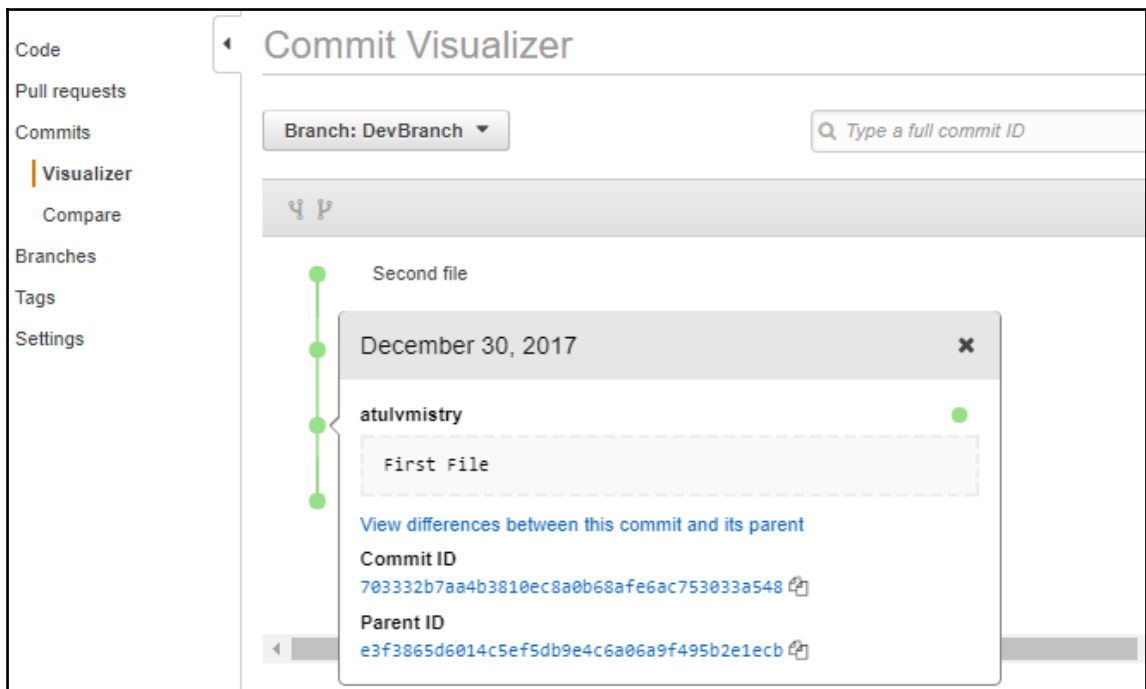 Code
Pull requests
Commits
Visualizer
Compare
Branches
Tags
Settings
Commit Visualizer
Branch: DevBranch
Type a full commit ID
Second file
December 30, 2017
atulvmistry
First File
View differences between this commit and its parent
Commit ID
703332b7aa4b3810ec8a0b68afe6ac753033a548
Parent ID
e3f3865d6014c5ef5db9e4c6a06a9f495b2e1ecb